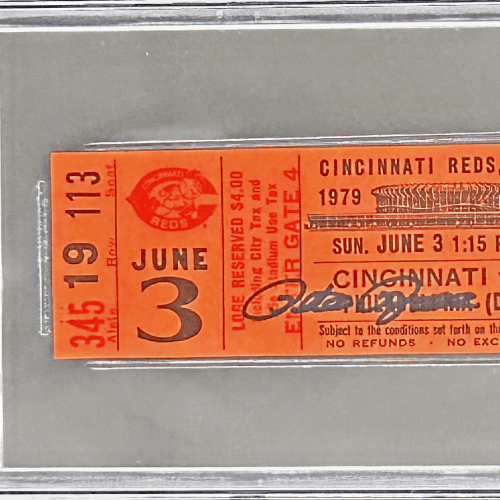 345 19 113
Aisle Row Seat
CINCINNATI
REDS
JUNE
3
LOGE RESERVED $4.00
Including City Tax and
Stadium Use Tax
ENTER GATE 4
CINCINNATI REDS,
1979
SUN. JUNE 3 1:15 P
CINCINNATI
Subject to the conditions set forth on the
NO REFUNDS · NO EXC